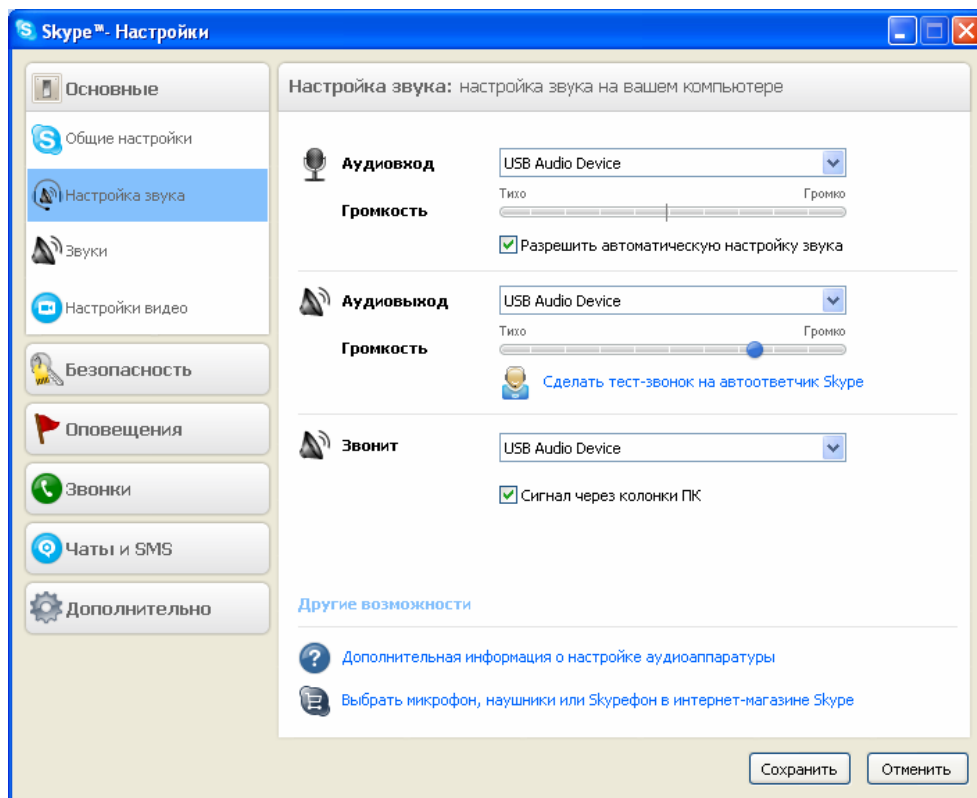 Skype™- Настройки
Основные
Общие настройки
Настройка звука
Звуки
Настройки видео
Безопасность
Оповещения
Звонки
Чаты и SMS
Дополнительно
Настройка звука: настройка звука на вашем компьютере
Аудиовход
USB Audio Device
Тихо
Громко
Громкость
Разрешить автоматическую настройку звука
Аудиовыход
USB Audio Device
Тихо
Громко
Громкость
Сделать тест-звонок на автоответчик Skype
Звонит
USB Audio Device
Сигнал через колонки ПК
Другие возможности
Дополнительная информация о настройке аудиоаппаратуры
Выбрать микрофон, наушники или Skypeфон в интернет-магазине Skype
Сохранить
Отменить